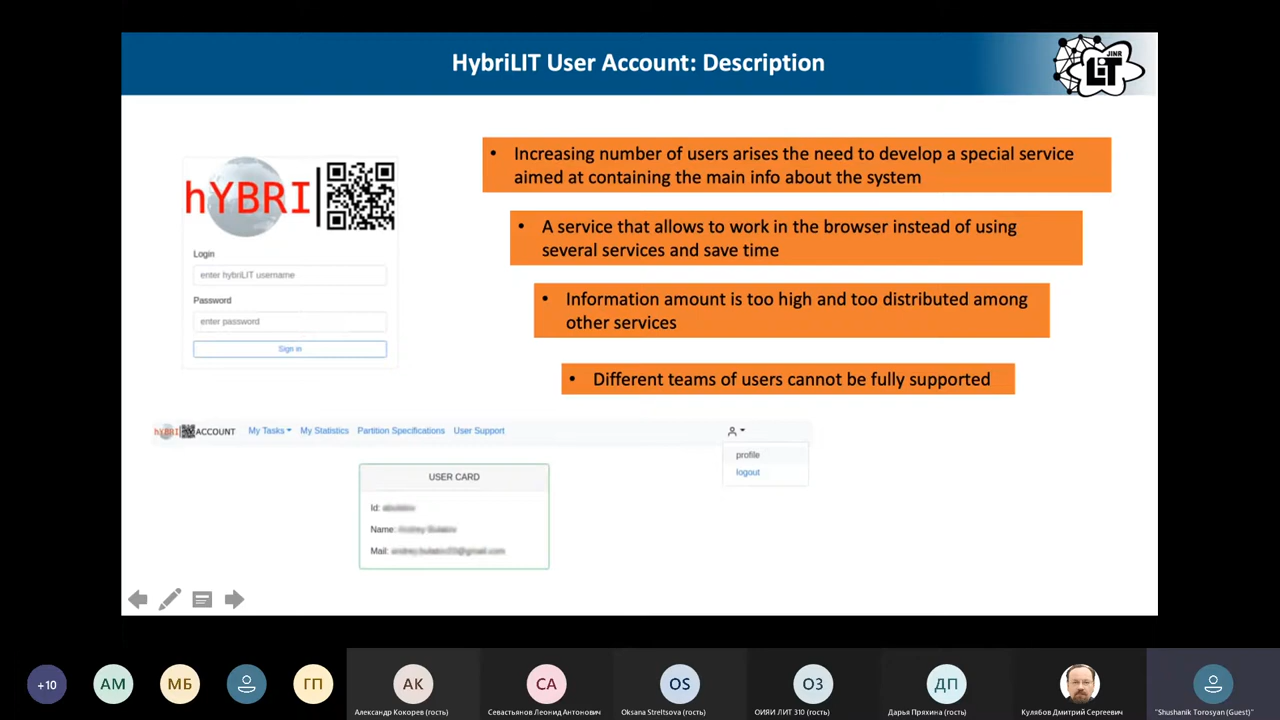 HybriLIT User Account: Description
JINR
LIT
• Increasing number of users arises the need to develop a special service
aimed at containing the main info about the system
• A service that allows to work in the browser instead of using
several services and save time
• Information amount is too high and too distributed among
other services
• Different teams of users cannot be fully supported
hYBRI
Login
enter hybriLIT username
Password
enter password
Sign in
hYBRI ACCOUNT My Tasks My Statistics Partition Specifications User Support
profile
logout
USER CARD
Id:
Name:
Mail:
+10 АМ МБ ГП АК СА OS ОЗ ДП
Александр Кокорев (гость) Севастьянов Леонид Антонович Oksana Streltsova (гость) ОИЯИ ЛИТ 310 (гость) Дарья Пряхина (гость) Кулябов Дмитрий Сергеевич "Shushanik Torosyan (Guest)"